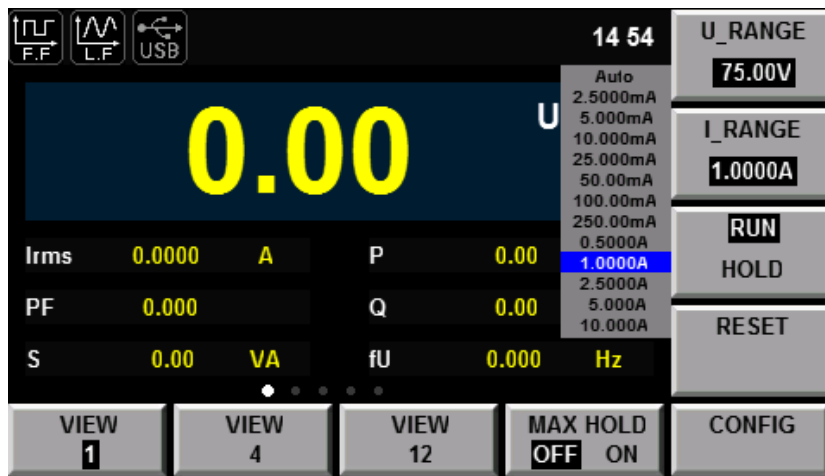 F.F L.F USB 14 54
U_RANGE
75.00V
Auto
2.5000mA
5.000mA
10.000mA
25.000mA
50.00mA
100.00mA
250.00mA
0.5000A
1.0000A
2.5000A
5.000A
10.000A
0.00 U
I_RANGE
1.0000A
RUN
HOLD
Irms 0.0000 A P 0.00
PF 0.000 Q 0.00
S 0.00 VA fU 0.000 Hz
RESET
VIEW
1
VIEW
4
VIEW
12
MAX HOLD
OFF ON
CONFIG